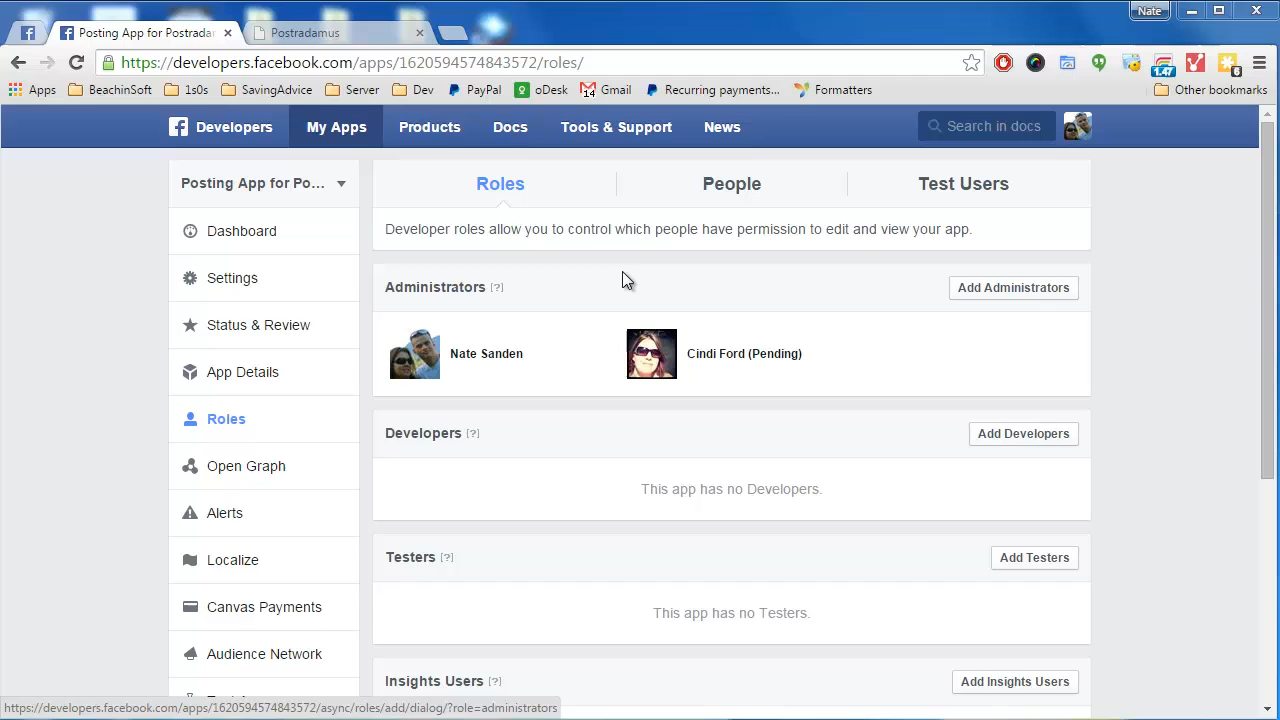 Nate
Posting App for Postradar
Postradamus
https://developers.facebook.com/apps/1620594574843572/roles/
1.47
6
Apps
BeachinSoft
1s0s
SavingAdvice
Server
Dev
PayPal
oDesk
14
Gmail
Recurring payments...
Formatters
Other bookmarks
Developers
My Apps
Products
Docs
Tools & Support
News
Search in docs
Posting App for Po...
Dashboard
Settings
Status & Review
App Details
Roles
Open Graph
Alerts
Localize
Canvas Payments
Audience Network
Roles
People
Test Users
Developer roles allow you to control which people have permission to edit and view your app.
Administrators [?]
Add Administrators
Nate Sanden
Cindi Ford (Pending)
Developers [?]
Add Developers
This app has no Developers.
Testers [?]
Add Testers
This app has no Testers.
Insights Users [?]
Add Insights Users
https://developers.facebook.com/apps/1620594574843572/async/roles/add/dialog/?role=administrators